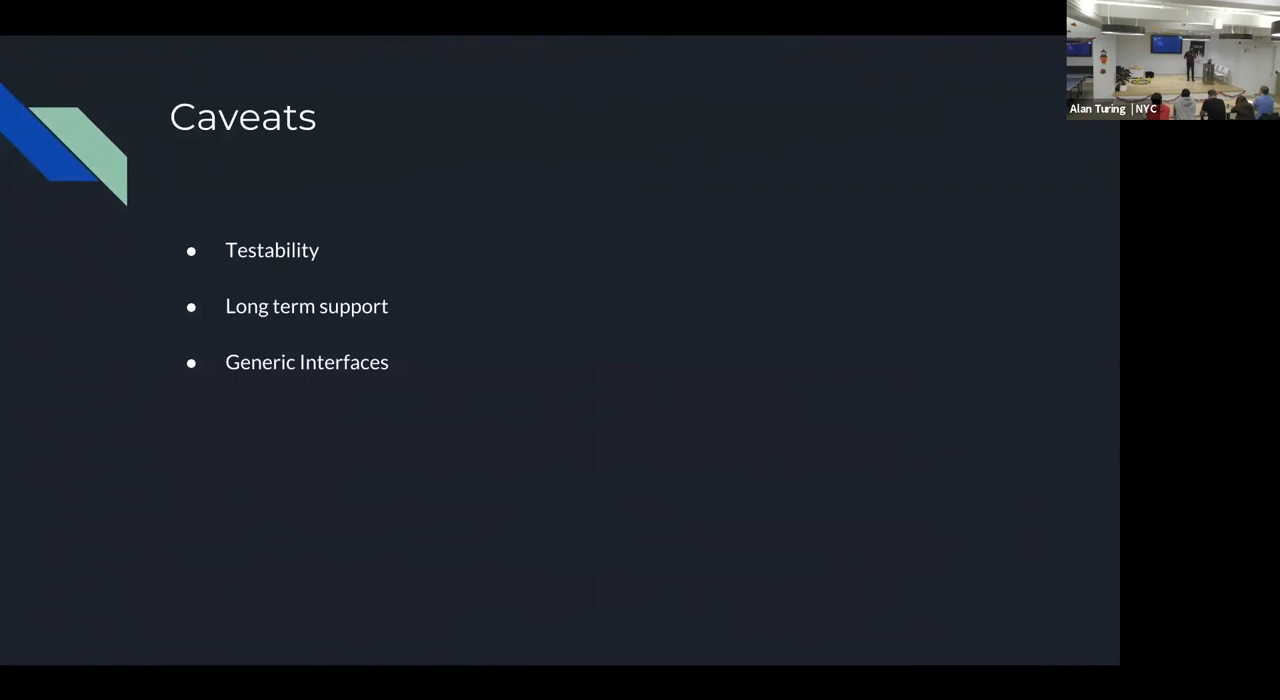 Caveats
● Testability
● Long term support
● Generic Interfaces
Alan Turing | NYC